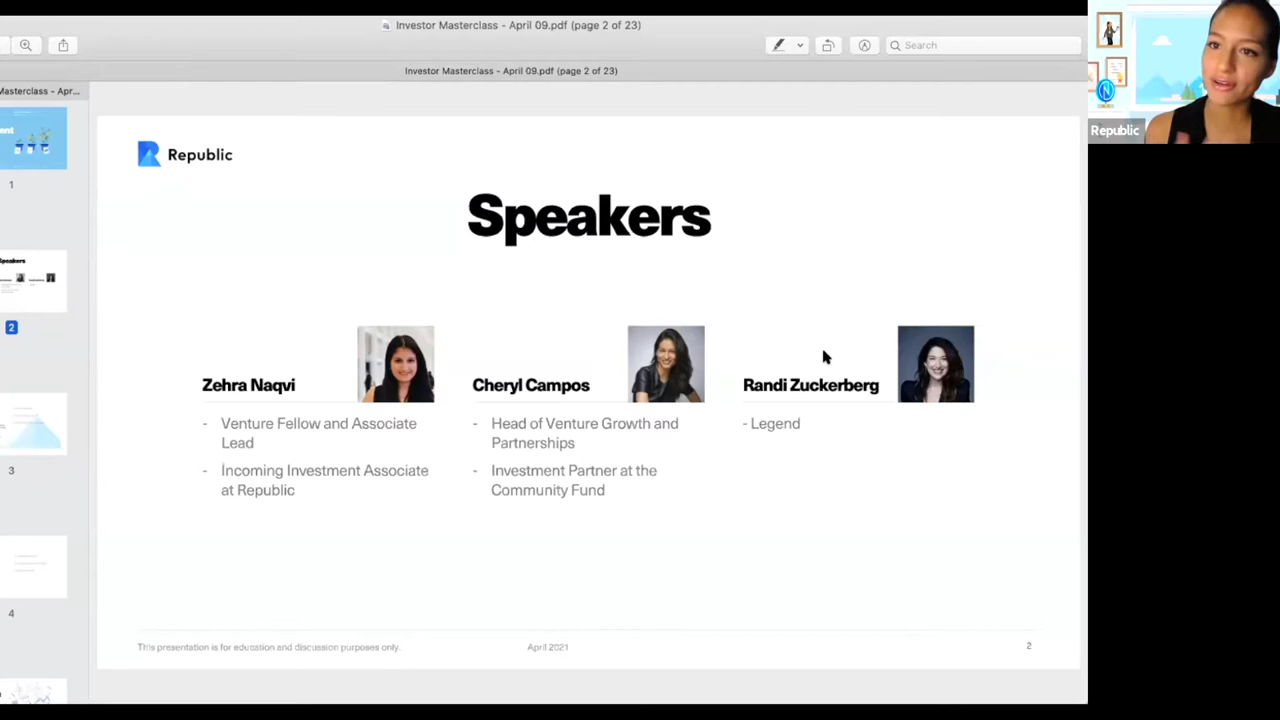 Investor Masterclass - April 09.pdf (page 2 of 23)
Search
Investor Masterclass - April 09.pdf (page 2 of 23)
Masterclass - Apr...
1
Speakers
2
3
4
Republic
Speakers
Zehra Naqvi
- Venture Fellow and Associate
Lead
- Incoming Investment Associate
at Republic
Cheryl Campos
- Head of Venture Growth and
Partnerships
- Investment Partner at the
Community Fund
Randi Zuckerberg
- Legend
This presentation is for education and discussion purposes only.
April 2021
2
Republic